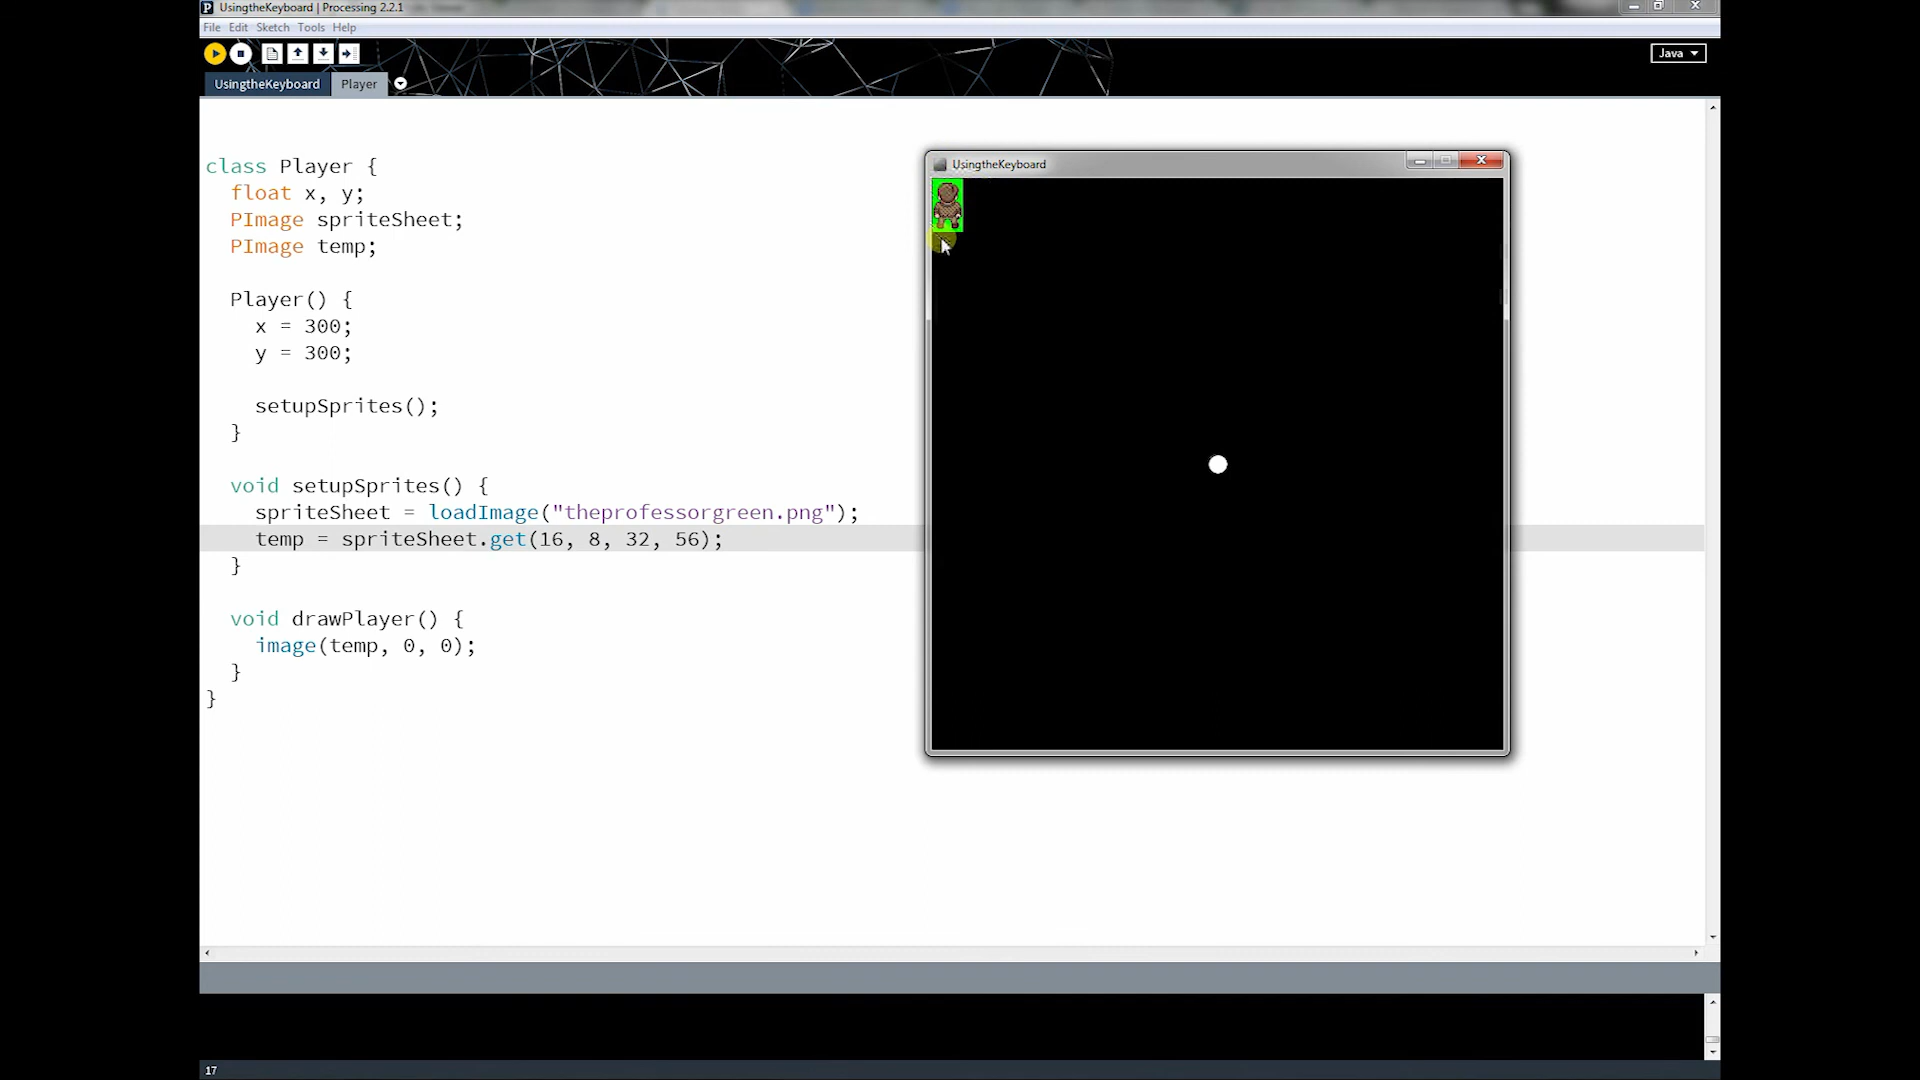 UsingtheKeyboard | Processing 2.2.1
File Edit Sketch Tools Help
Java
UsingtheKeyboard Player
class Player {
float x, y;
PImage spriteSheet;
PImage temp;
Player() {
x = 300;
y = 300;
setupSprites();
}
void setupSprites() {
spriteSheet = loadImage("theprofessorgreen.png");
temp = spriteSheet.get(16, 8, 32, 56);
}
void drawPlayer() {
image(temp, 0, 0);
}
}
UsingtheKeyboard
17